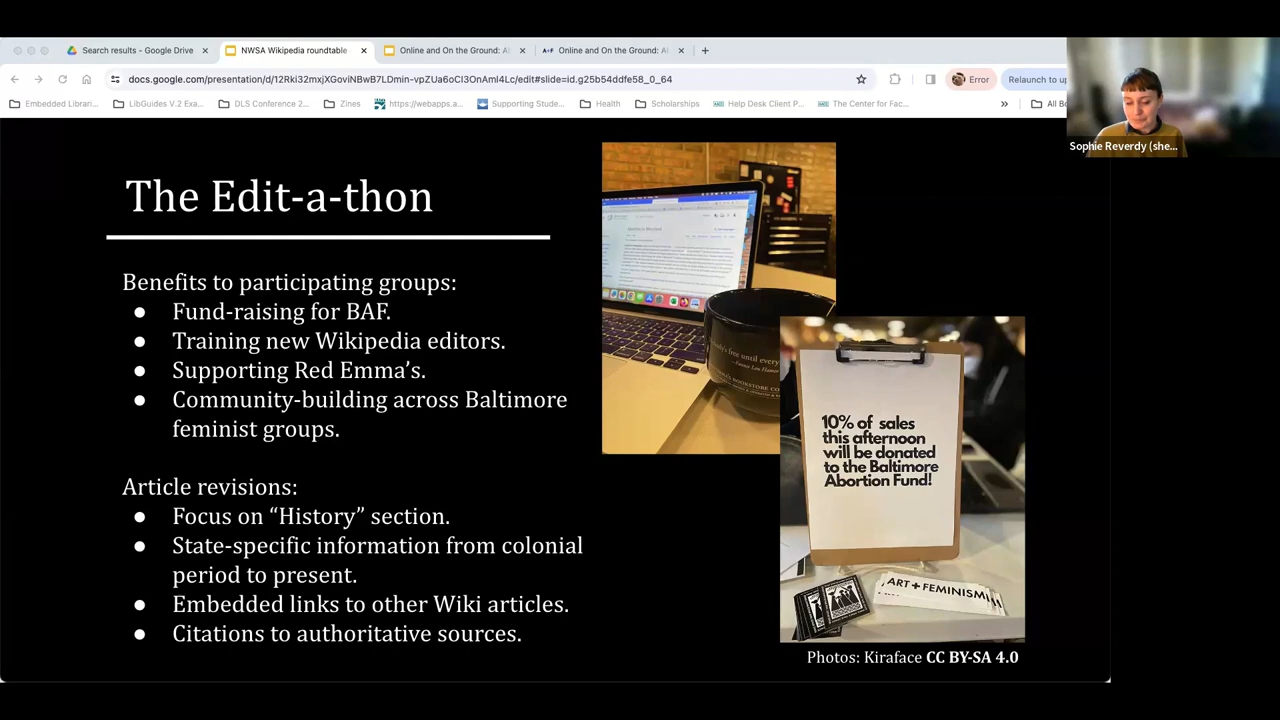 Search results - Google Drive
NWSA Wikipedia roundtable
Online and On the Ground: Al
Online and On the Ground: Al
docs.google.com/presentation/d/12Rki32mxjXGoviNBwB7LDmin-vpZUa6oCl3OnAml4Lc/edit#slide=id.g25b54ddfe58_0_64
Error
Relaunch to up
Embedded Librari...
LibGuides V.2 Exa...
DLS Conference 2...
Zines
https://webapps.a...
Supporting Stude...
Health
Scholarships
Help Desk Client P...
The Center for Fac...
All Bo
Sophie Reverdy (she...
The Edit-a-thon
Benefits to participating groups:
● Fund-raising for BAF.
● Training new Wikipedia editors.
● Supporting Red Emma’s.
● Community-building across Baltimore
feminist groups.
Article revisions:
● Focus on “History” section.
● State-specific information from colonial
period to present.
● Embedded links to other Wiki articles.
● Citations to authoritative sources.
free until every
10% of sales
this afternoon
will be donated
to the Baltimore
Abortion Fund!
ART+FEMINISM
Photos: Kiraface CC BY-SA 4.0